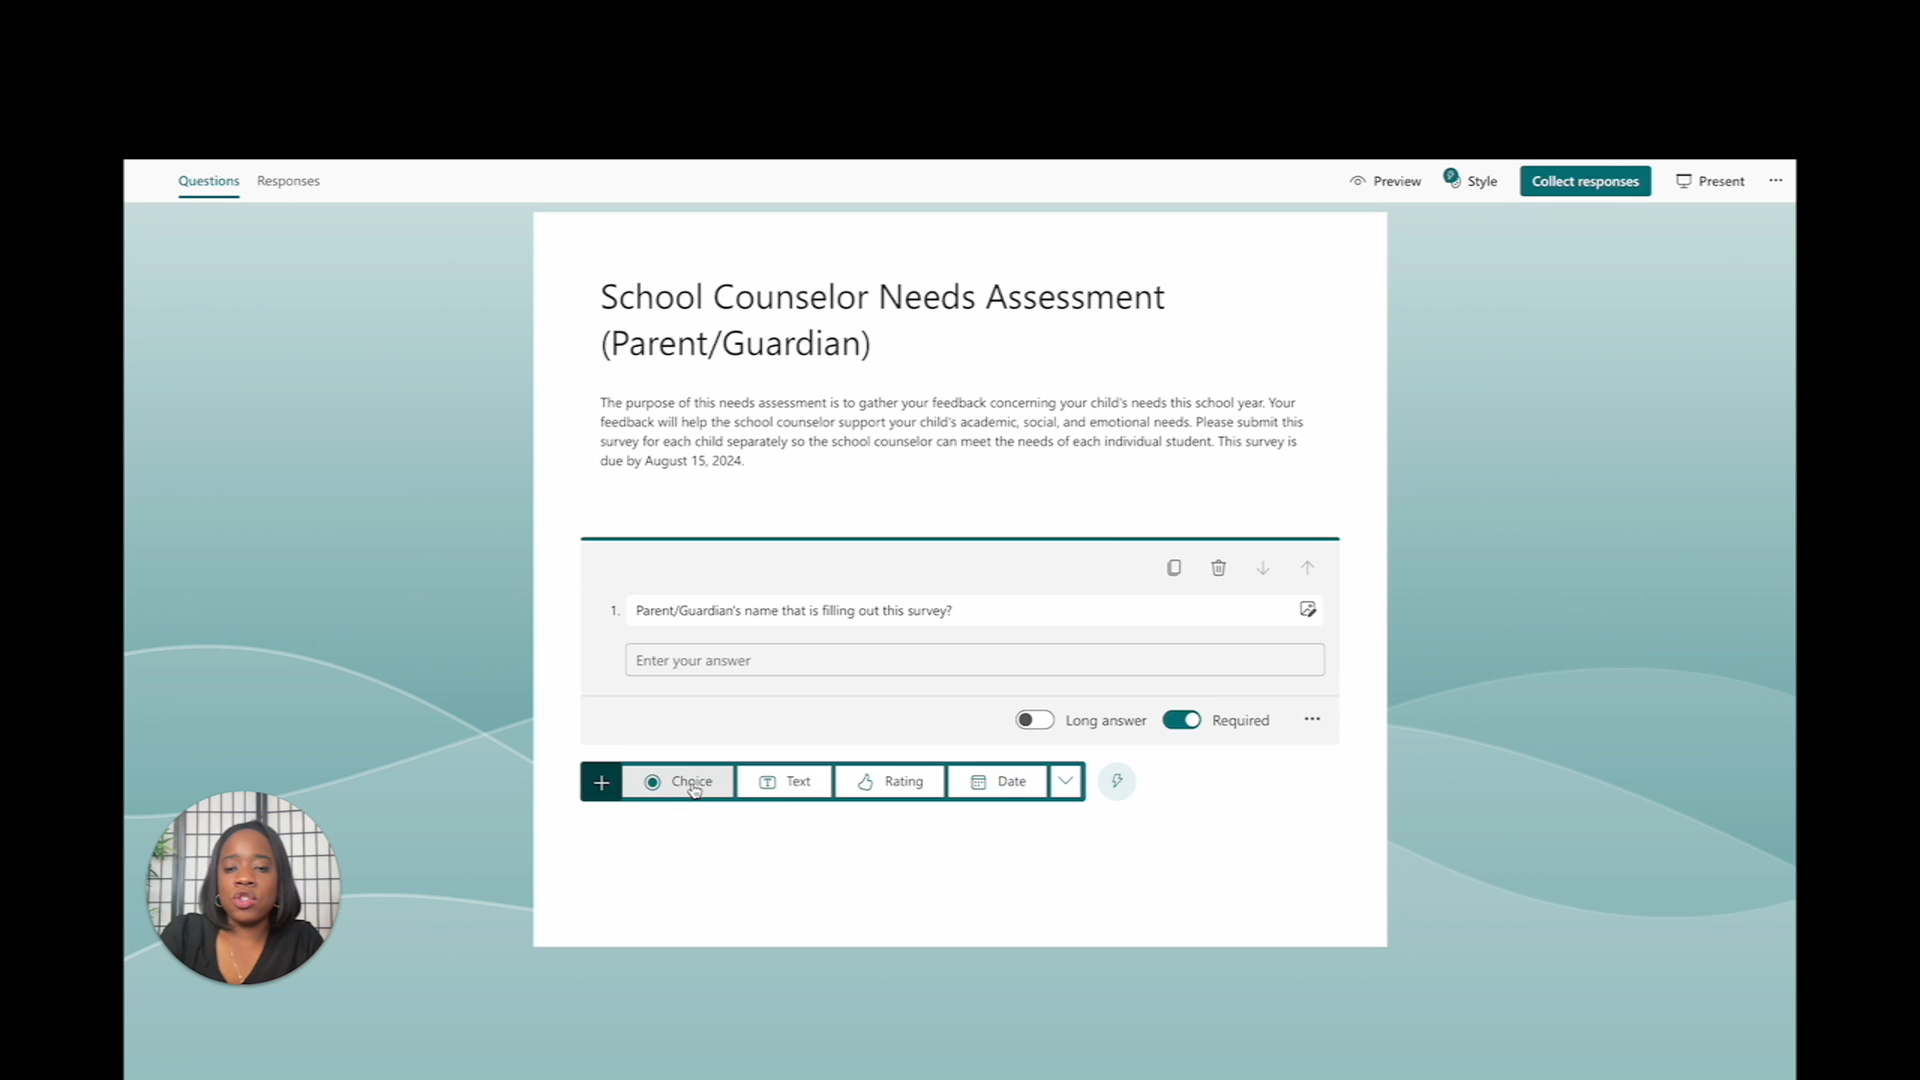 Questions Responses Preview Style Collect responses Present
School Counselor Needs Assessment
(Parent/Guardian)
The purpose of this needs assessment is to gather your feedback concerning your child's needs this school year. Your
feedback will help the school counselor support your child's academic, social, and emotional needs. Please submit this
survey for each child separately so the school counselor can meet the needs of each individual student. This survey is
due by August 15, 2024.
1. Parent/Guardian's name that is filling out this survey?
Enter your answer
Long answer Required
Choice Text Rating Date